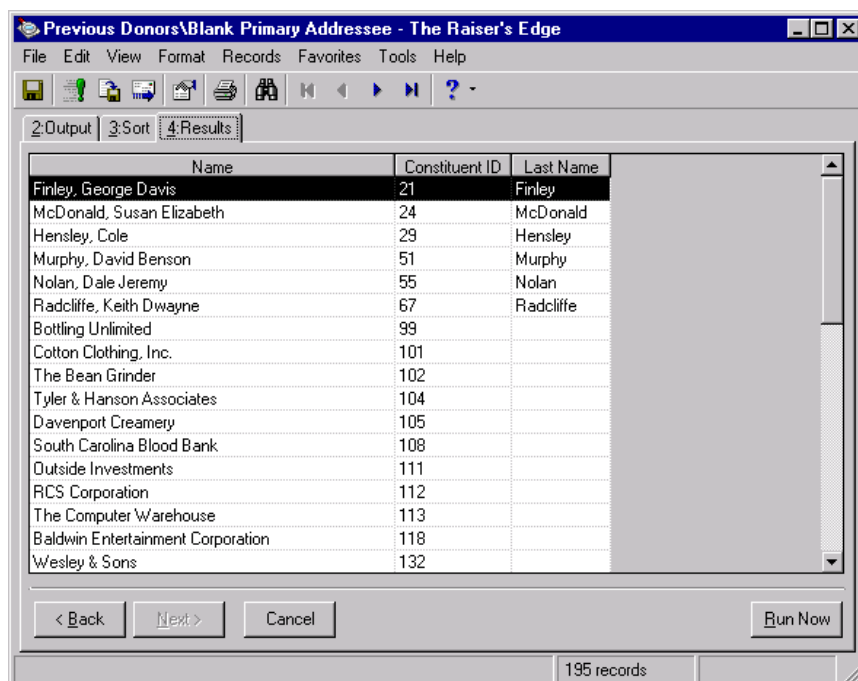 Previous Donors\Blank Primary Addressee - The Raiser's Edge
File Edit View Format Records Favorites Tools Help
2:Output 3:Sort 4:Results
Name Constituent ID Last Name
Finley, George Davis 21 Finley
McDonald, Susan Elizabeth 24 McDonald
Hensley, Cole 29 Hensley
Murphy, David Benson 51 Murphy
Nolan, Dale Jeremy 55 Nolan
Radcliffe, Keith Dwayne 67 Radcliffe
Bottling Unlimited 99
Cotton Clothing, Inc. 101
The Bean Grinder 102
Tyler & Hanson Associates 104
Davenport Creamery 105
South Carolina Blood Bank 108
Outside Investments 111
RCS Corporation 112
The Computer Warehouse 113
Baldwin Entertainment Corporation 118
Wesley & Sons 132
< Back Next > Cancel Run Now
195 records